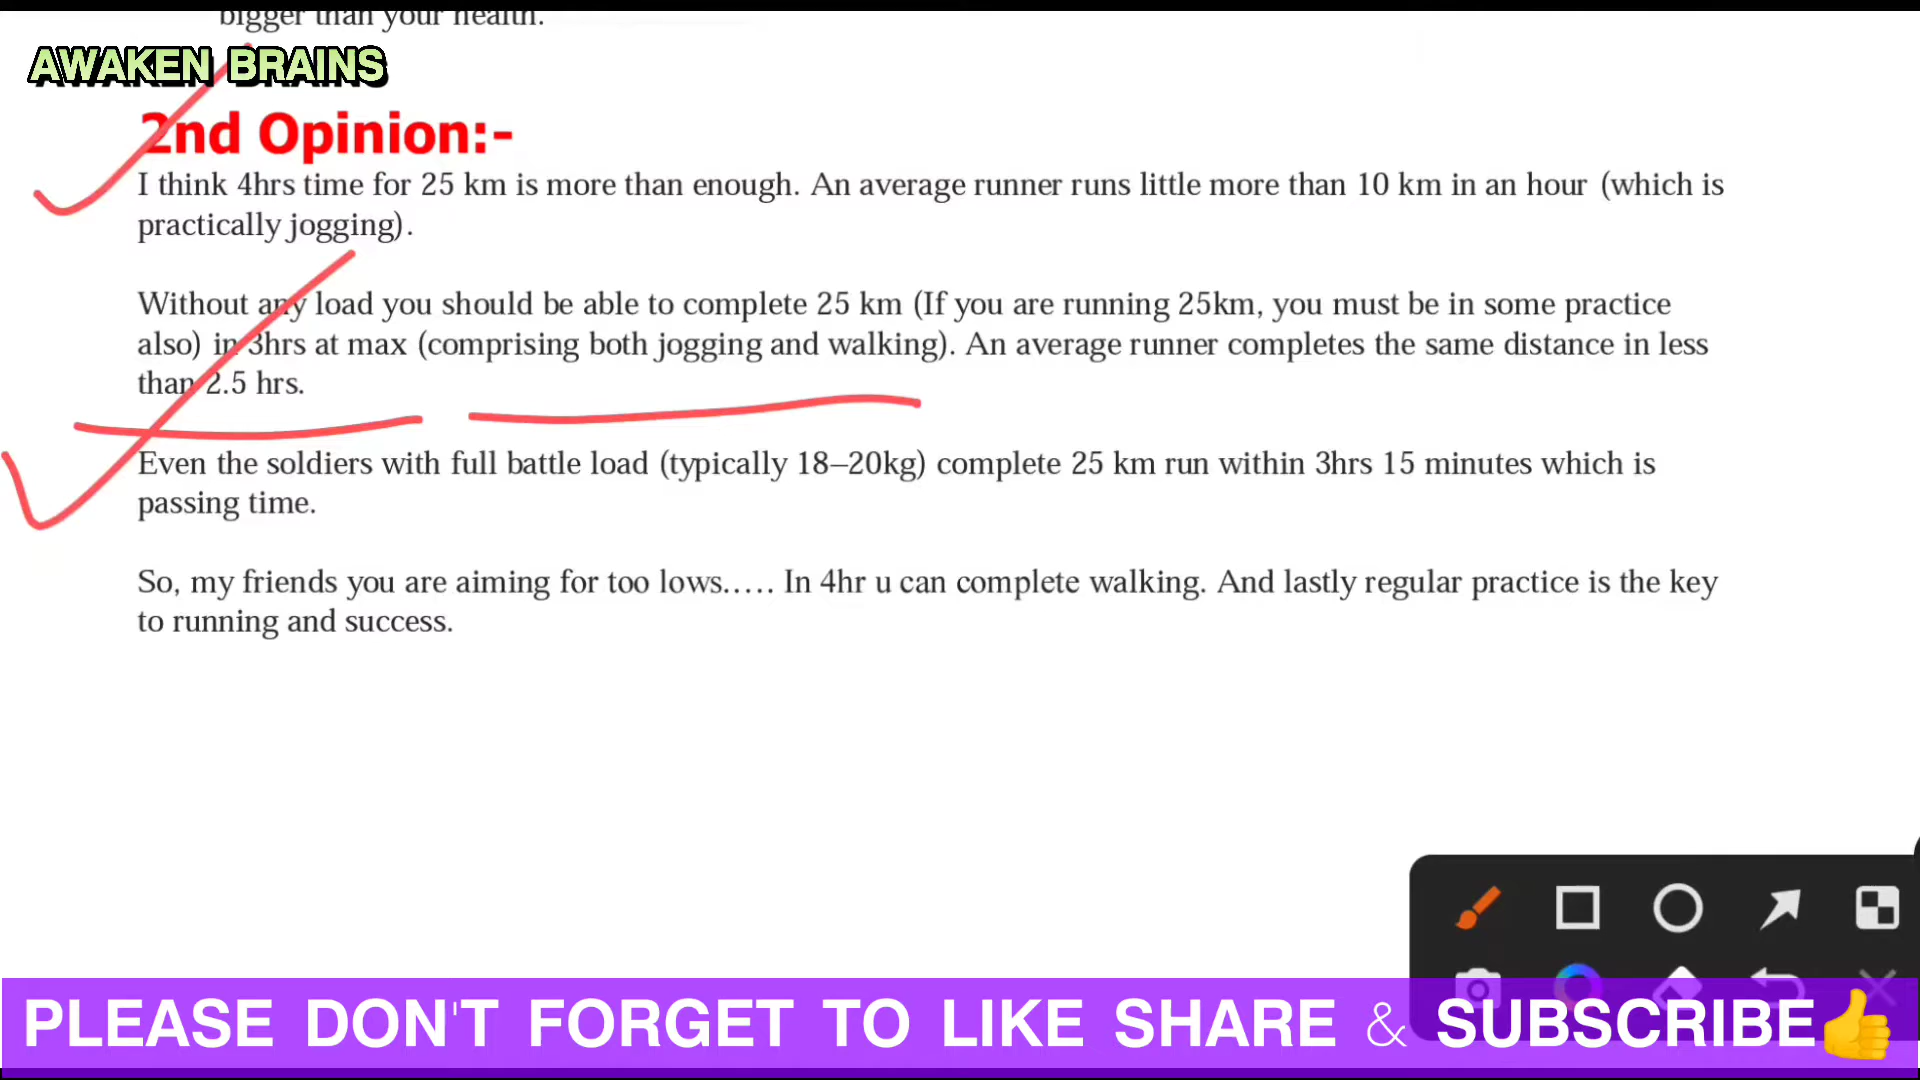 bigger than your health.
AWAKEN BRAINS
2nd Opinion:-
I think 4hrs time for 25 km is more than enough. An average runner runs little more than 10 km in an hour (which is
practically jogging).
Without any load you should be able to complete 25 km (If you are running 25km, you must be in some practice
also) in 3hrs at max (comprising both jogging and walking). An average runner completes the same distance in less
than 2.5 hrs.
Even the soldiers with full battle load (typically 18–20kg) complete 25 km run within 3hrs 15 minutes which is
passing time.
So, my friends you are aiming for too lows..... In 4hr u can complete walking. And lastly regular practice is the key
to running and success.
PLEASE DON'T FORGET TO LIKE SHARE & SUBSCRIBE👍